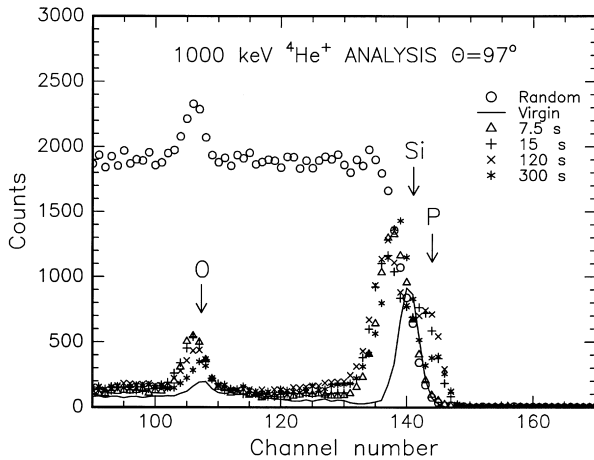 3000
2500
2000
1500
1000
500
0
Counts
1000 keV ⁴He⁺ ANALYSIS Θ=97°
Random
Virgin
7.5 s
15 s
120 s
300 s
Si
P
O
100 120 140 160
Channel number